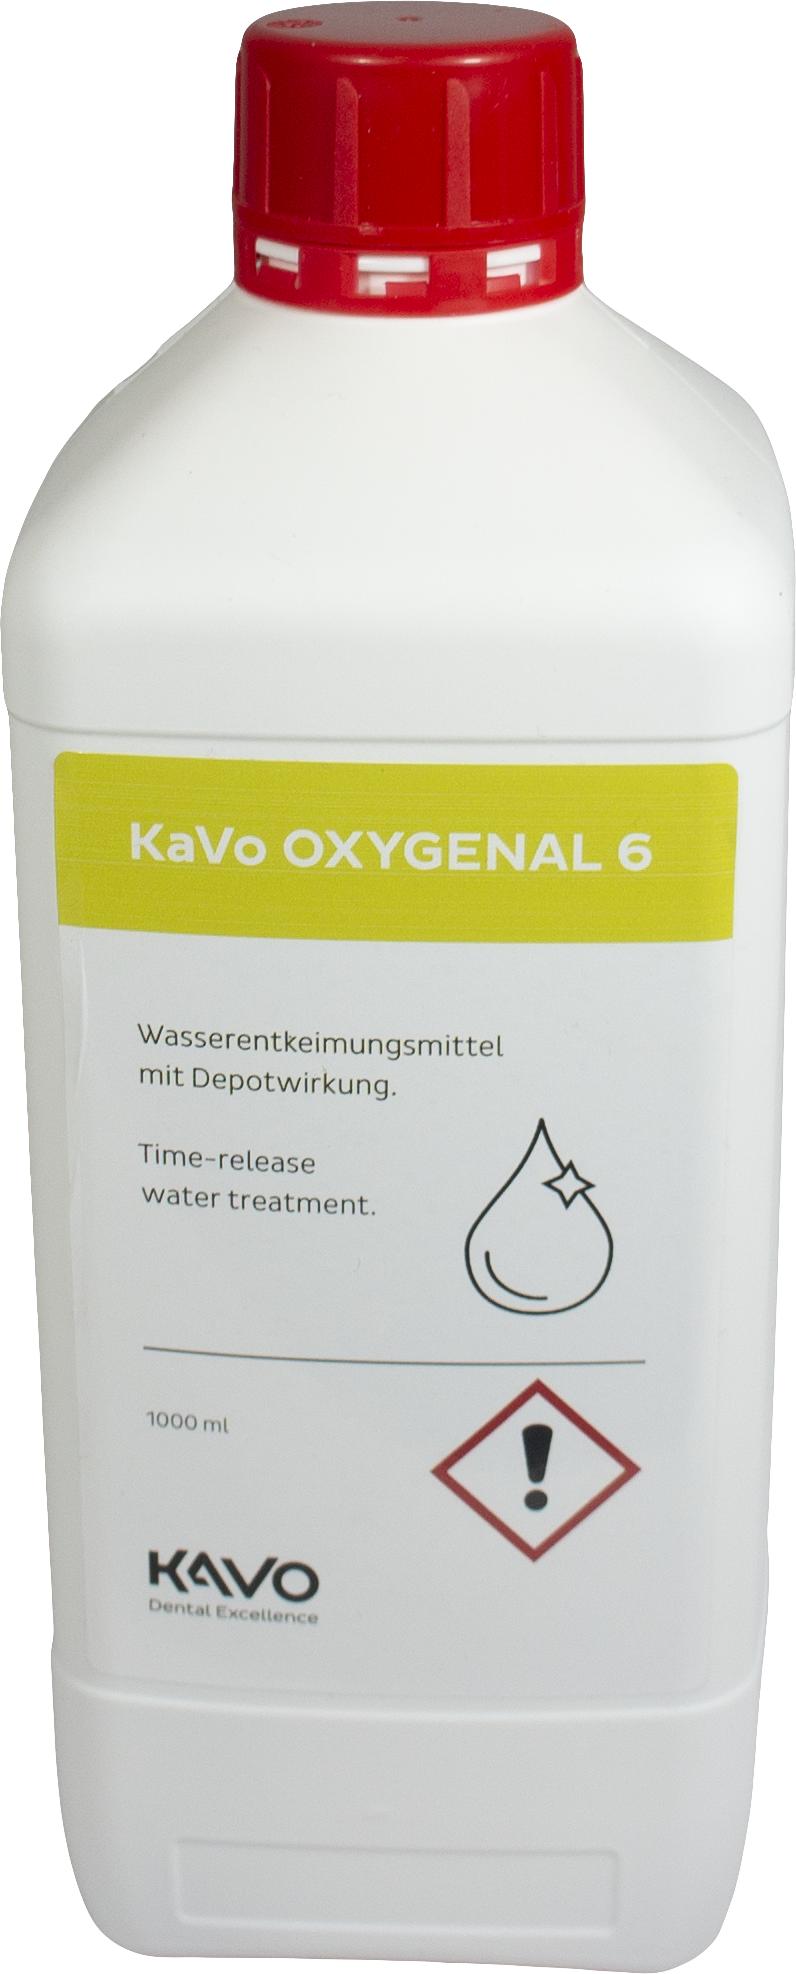 KaVo OXYGENAL 6
Wasserentkeimungsmittel
mit Depotwirkung.
Time-release
water treatment.
1000 ml
KAVO
Dental Excellence